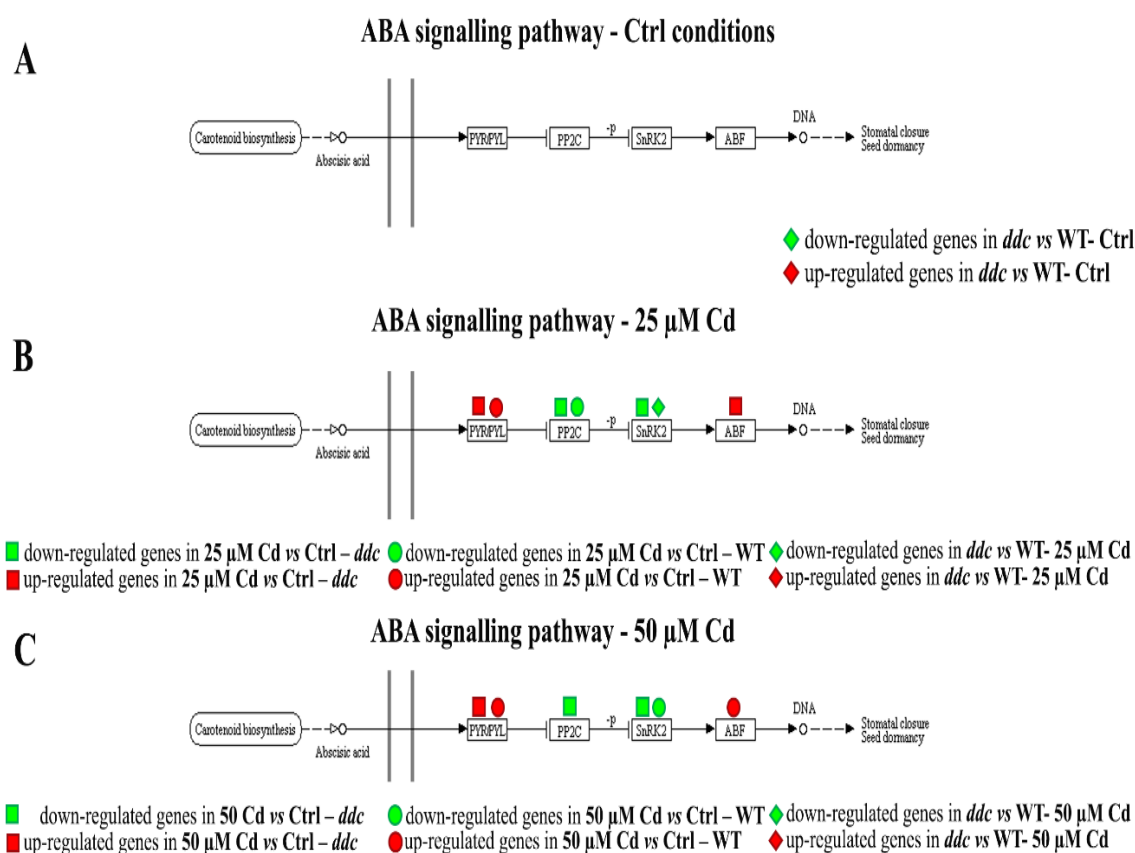 ABA signalling pathway - Ctrl conditions
A
DNA
Carotenoid biosynthesis
Abscisic acid
PYR/PYL
PP2C
-p
SnRK2
ABF
Stomatal closure
Seed dormancy
down-regulated genes in ddc vs WT- Ctrl
up-regulated genes in ddc vs WT- Ctrl
ABA signalling pathway - 25 µM Cd
B
DNA
Carotenoid biosynthesis
Abscisic acid
PYR/PYL
PP2C
-p
SnRK2
ABF
Stomatal closure
Seed dormancy
down-regulated genes in 25 µM Cd vs Ctrl – ddc down-regulated genes in 25 µM Cd vs Ctrl – WT down-regulated genes in ddc vs WT- 25 µM Cd
up-regulated genes in 25 µM Cd vs Ctrl – ddc up-regulated genes in 25 µM Cd vs Ctrl – WT up-regulated genes in ddc vs WT- 25 µM Cd
ABA signalling pathway - 50 µM Cd
C
DNA
Carotenoid biosynthesis
Abscisic acid
PYR/PYL
PP2C
-p
SnRK2
ABF
Stomatal closure
Seed dormancy
down-regulated genes in 50 Cd vs Ctrl – ddc down-regulated genes in 50 µM Cd vs Ctrl – WT down-regulated genes in ddc vs WT- 50 µM Cd
up-regulated genes in 50 µM Cd vs Ctrl – ddc up-regulated genes in 50 µM Cd vs Ctrl – WT up-regulated genes in ddc vs WT- 50 µM Cd